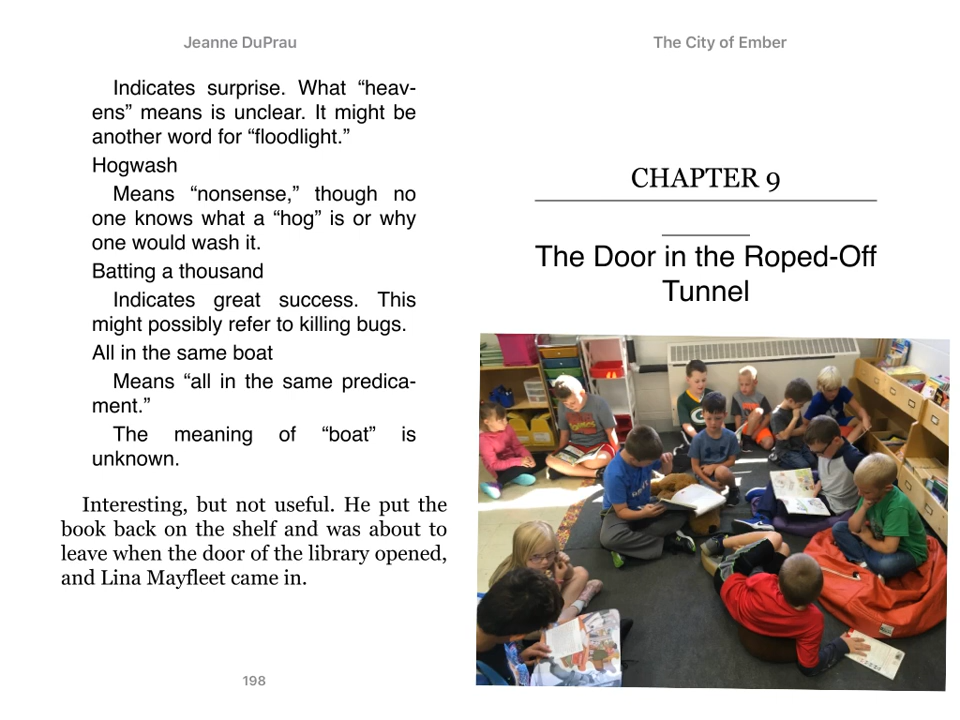 Jeanne DuPrau
Indicates surprise. What “heav-
ens” means is unclear. It might be
another word for “floodlight.”
Hogwash
Means “nonsense,” though no
one knows what a “hog” is or why
one would wash it.
Batting a thousand
Indicates great success. This
might possibly refer to killing bugs.
All in the same boat
Means “all in the same predica-
ment.”
The meaning of “boat” is
unknown.
Interesting, but not useful. He put the
book back on the shelf and was about to
leave when the door of the library opened,
and Lina Mayfleet came in.
198
The City of Ember
CHAPTER 9
The Door in the Roped-Off
Tunnel